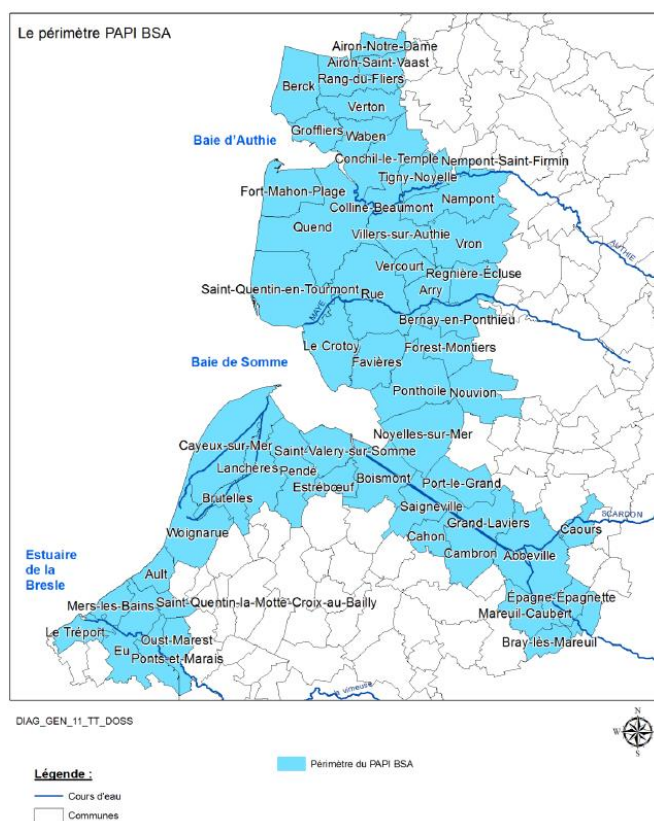 Le périmètre PAPI BSA
Airon-Notre-Dame
Airon-Saint-Vaast
Rang-du-Fliers
Berck
Verton
Groffliers
Waben
Baie d'Authie
Conchil-le-Temple
Nempont-Saint-Firmin
Tigny-Noyelle
Fort-Mahon-Plage
Nampont
Colline-Beaumont
Quend
Villers-sur-Authie
Vron
AUTHIE
Vercourt
Regnière-Écluse
Saint-Quentin-en-Tourmont
Rue
Arry
MAYE
Bernay-en-Ponthieu
Le Crotoy
Forest-Montiers
Baie de Somme
Favières
Ponthoile
Nouvion
Noyelles-sur-Mer
Cayeux-sur-Mer
Saint-Valery-sur-Somme
Lanchères
Pendé
Boismont
Port-le-Grand
Estrébœuf
Brutelles
Saigneville
Grand-Laviers
SCARDON
Woignarue
Cahon
Caours
Cambron
Abbeville
Estuaire
de la
Bresle
Ault
Épagne-Épagnette
Mers-les-Bains
Saint-Quentin-la-Motte-Croix-au-Bailly
Mareuil-Caubert
Le Tréport
Oust-Marest
Bray-lès-Mareuil
Eu
Ponts-et-Marais
DIAG_GEN_11_TT_DOSS
N
W
E
S
Périmètre du PAPI BSA
Légende :
Cours d'eau
Communes